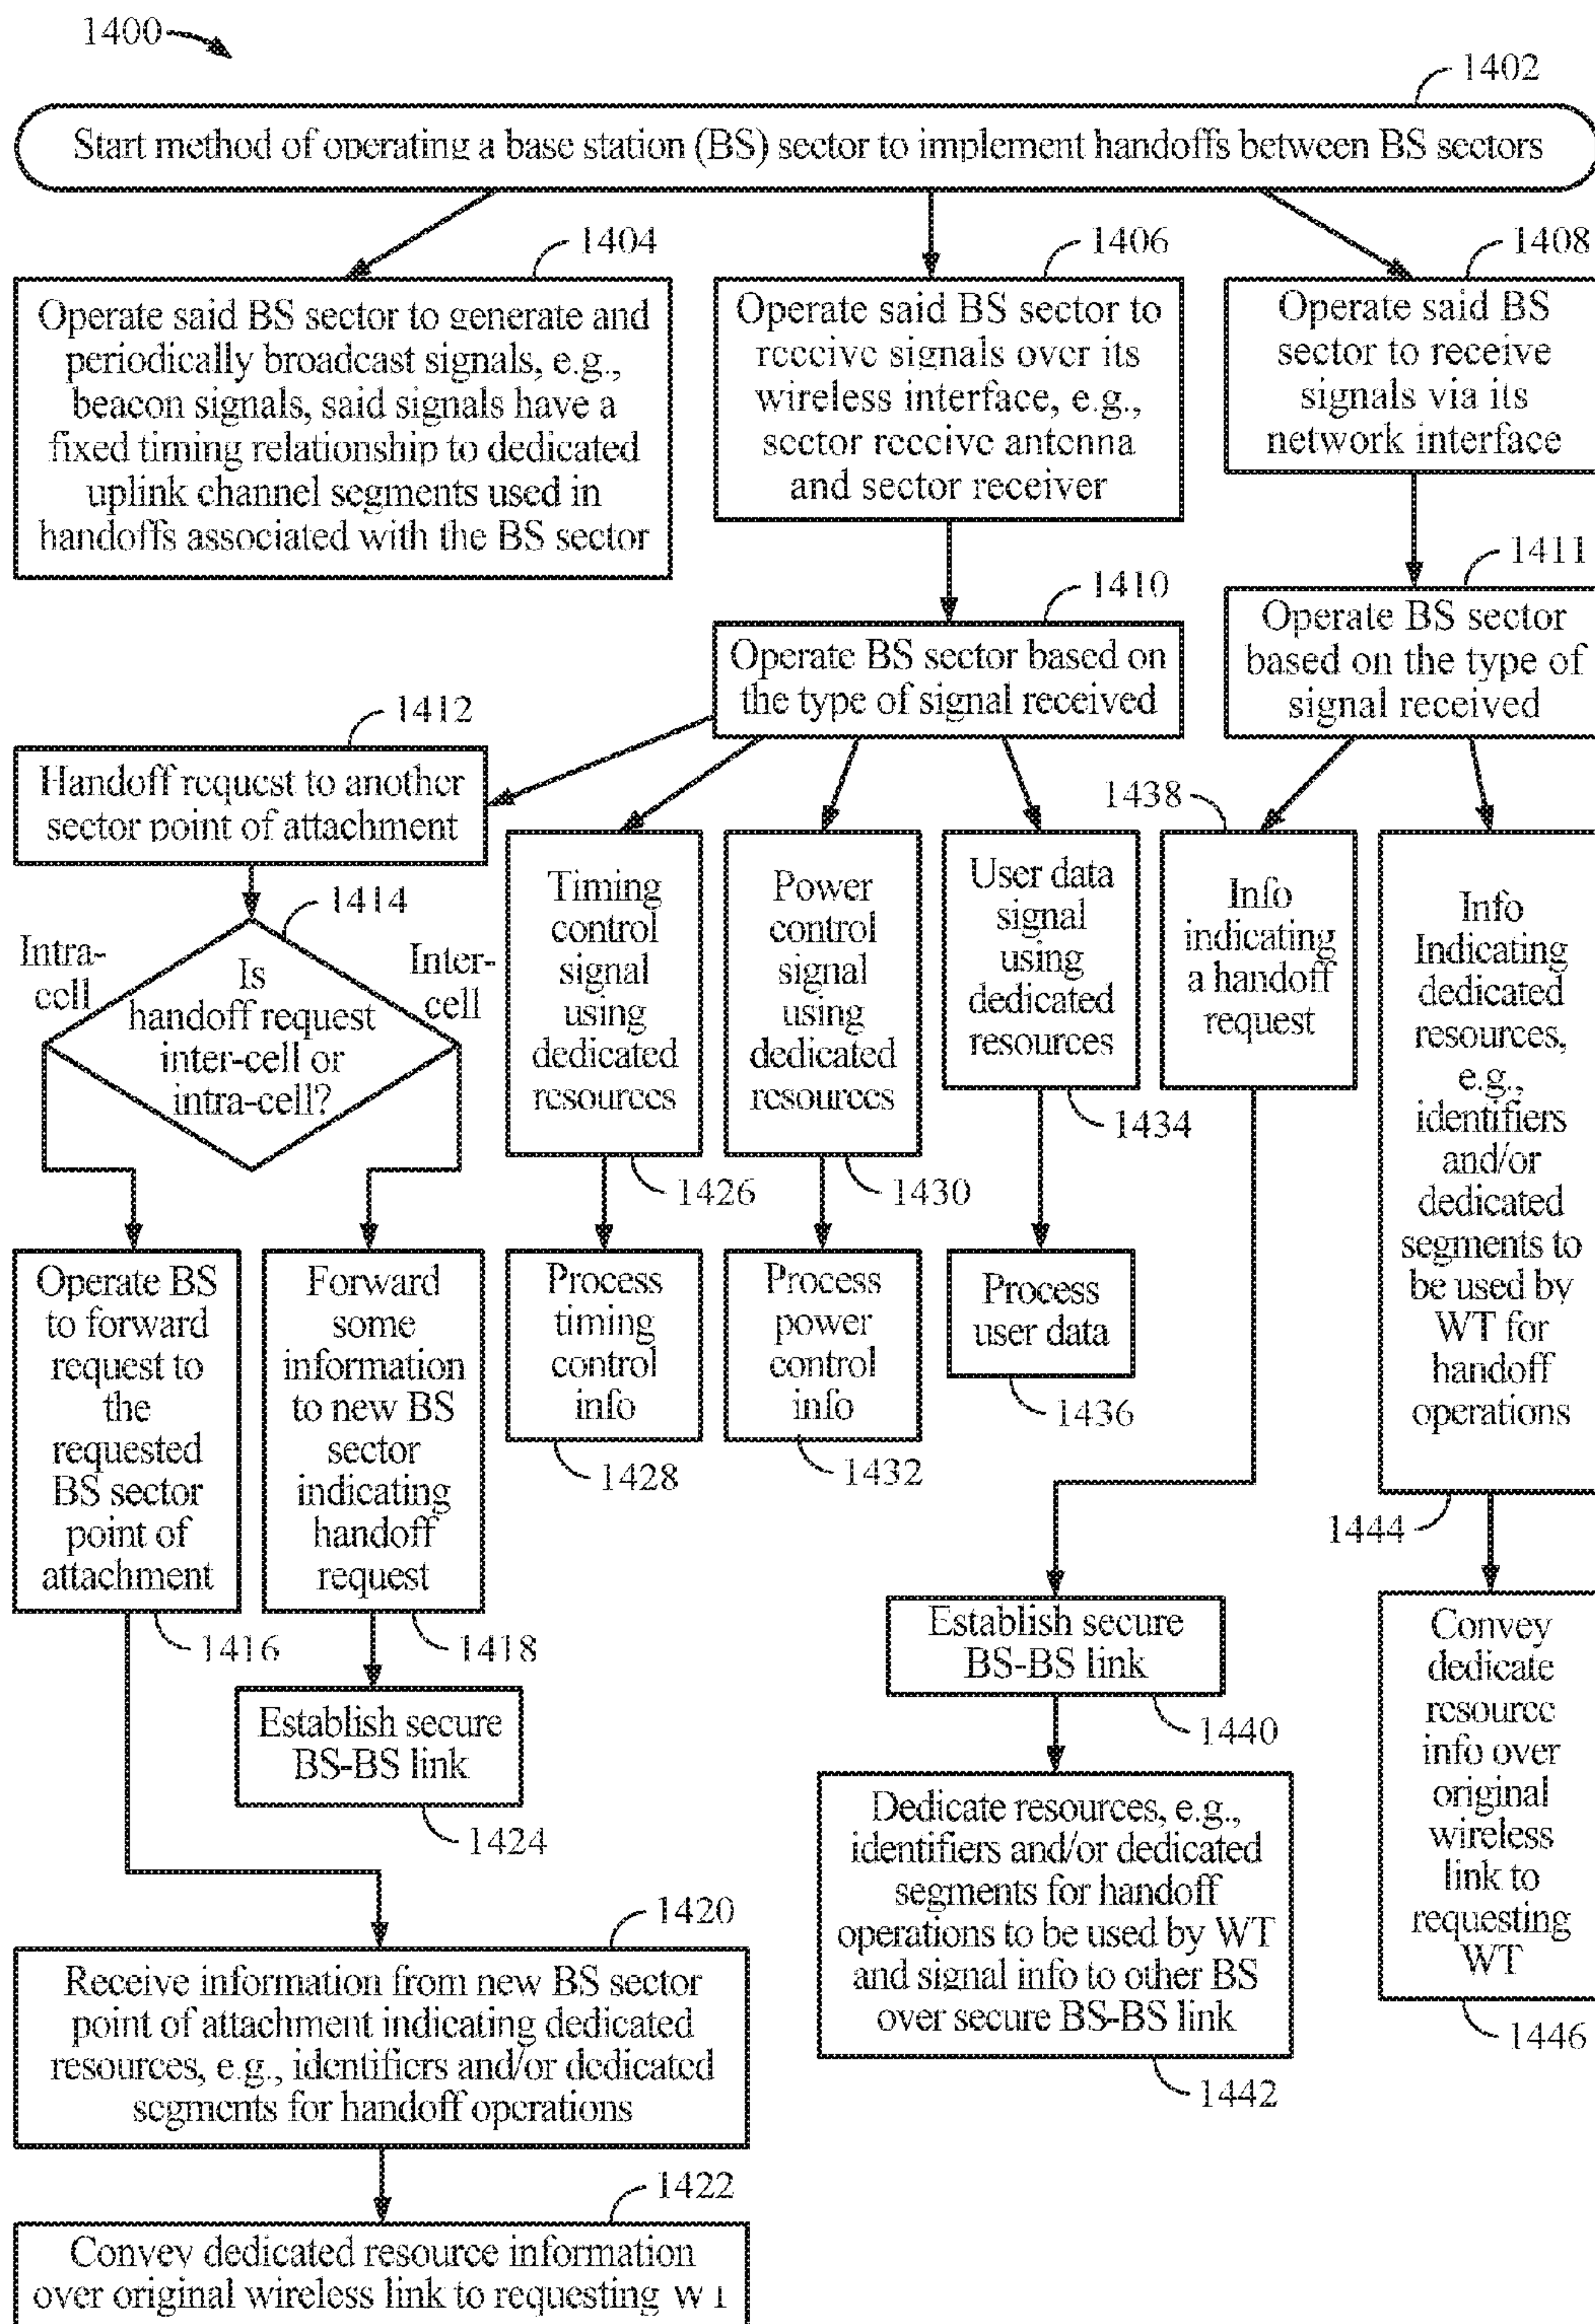 1400
1402
Start method of operating a base station (BS) sector to implement handoffs between BS sectors
1404
Operate said BS sector to generate and
periodically broadcast signals, e.g.,
beacon signals, said signals have a
fixed timing relationship to dedicated
uplink channel segments used in
handoffs associated with the BS sector
1406
Operate said BS sector to
receive signals over its
wireless interface, e.g.,
sector receive antenna
and sector receiver
1408
Operate said BS
sector to receive
signals via its
network interface
1410
Operate BS sector based on
the type of signal received
1411
Operate BS sector
based on the type of
signal received
1412
Handoff request to another
sector point of attachment
1414
Intra-
cell
Is
handoff request
inter-cell or
intra-cell?
Inter-
cell
Timing
control
signal
using
dedicated
resources
1426
Power
control
signal
using
dedicated
resources
1430
User data
signal
using
dedicated
resources
1434
1438
Info
indicating
a handoff
request
Info
Indicating
dedicated
resources,
e.g.,
identifiers
and/or
dedicated
segments to
be used by
WT for
handoff
operations
1444
Operate BS
to forward
request to
the
requested
BS sector
point of
attachment
1416
Forward
some
information
to new BS
sector
indicating
handoff
request
1418
Process
timing
control
info
1428
Process
power
control
info
1432
Process
user data
1436
Establish secure
BS-BS link
1424
Establish secure
BS-BS link
1440
Convey
dedicate
resource
info over
original
wireless
link to
requesting
WT
1446
Dedicate resources, e.g.,
identifiers and/or dedicated
segments for handoff
operations to be used by WT
and signal info to other BS
over secure BS-BS link
1442
1420
Receive information from new BS sector
point of attachment indicating dedicated
resources, e.g., identifiers and/or dedicated
segments for handoff operations
1422
Convey dedicated resource information
over original wireless link to requesting WT